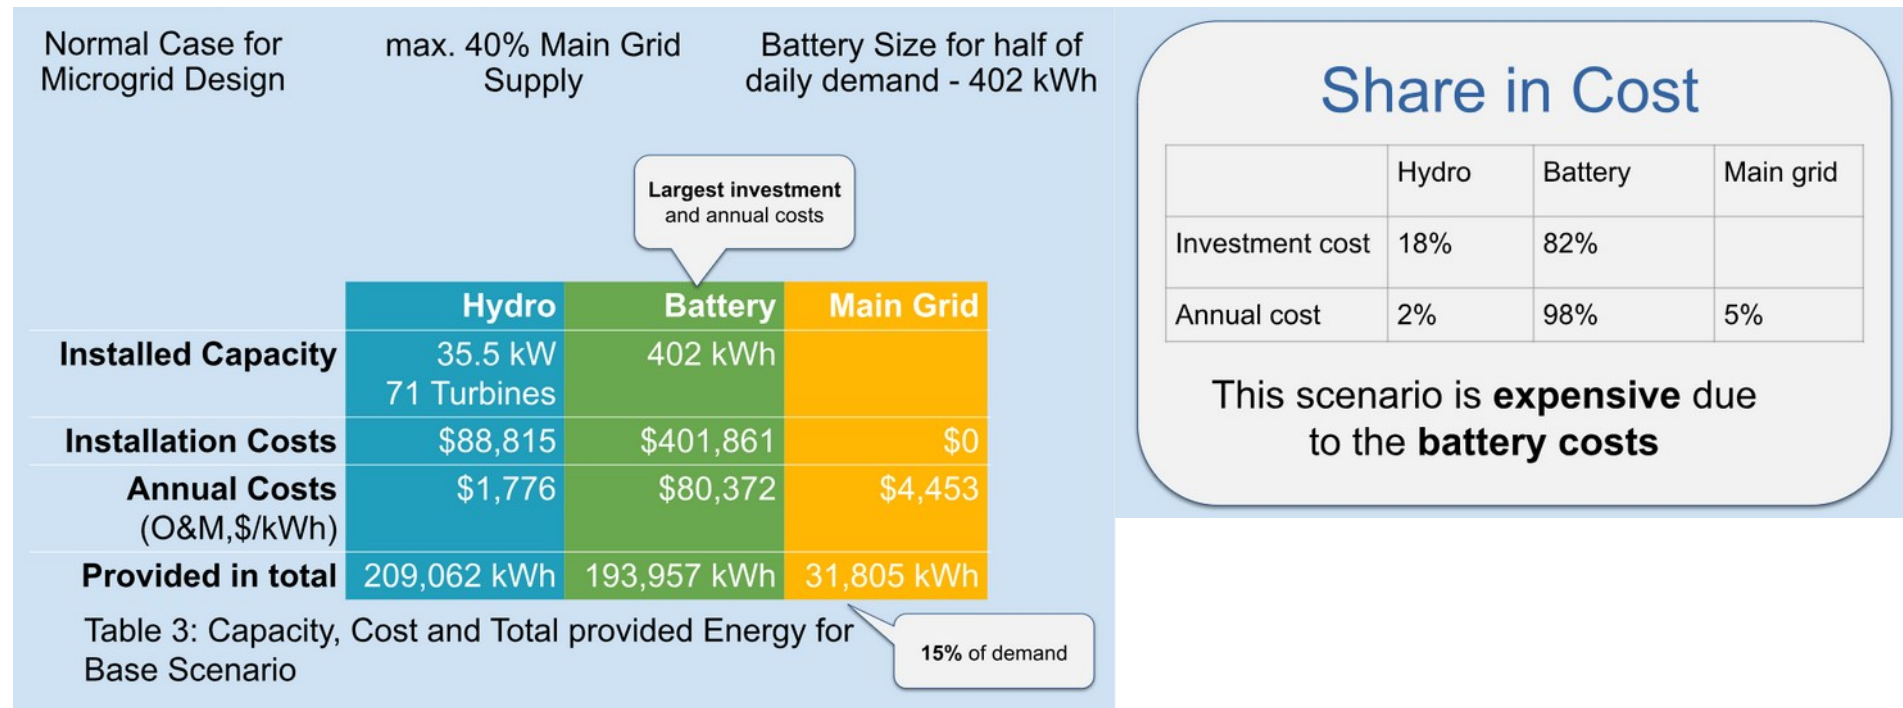 Normal Case for
Microgrid Design
max. 40% Main Grid
Supply
Battery Size for half of
daily demand - 402 kWh
Largest investment
and annual costs
Hydro Battery Main Grid
Installed Capacity 35.5 kW 402 kWh
71 Turbines
Installation Costs $88,815 $401,861 $0
Annual Costs $1,776 $80,372 $4,453
(O&M,$/kWh)
Provided in total 209,062 kWh 193,957 kWh 31,805 kWh
Table 3: Capacity, Cost and Total provided Energy for
Base Scenario
15% of demand
Share in Cost
Hydro Battery Main grid
Investment cost 18% 82%
Annual cost 2% 98% 5%
This scenario is expensive due
to the battery costs